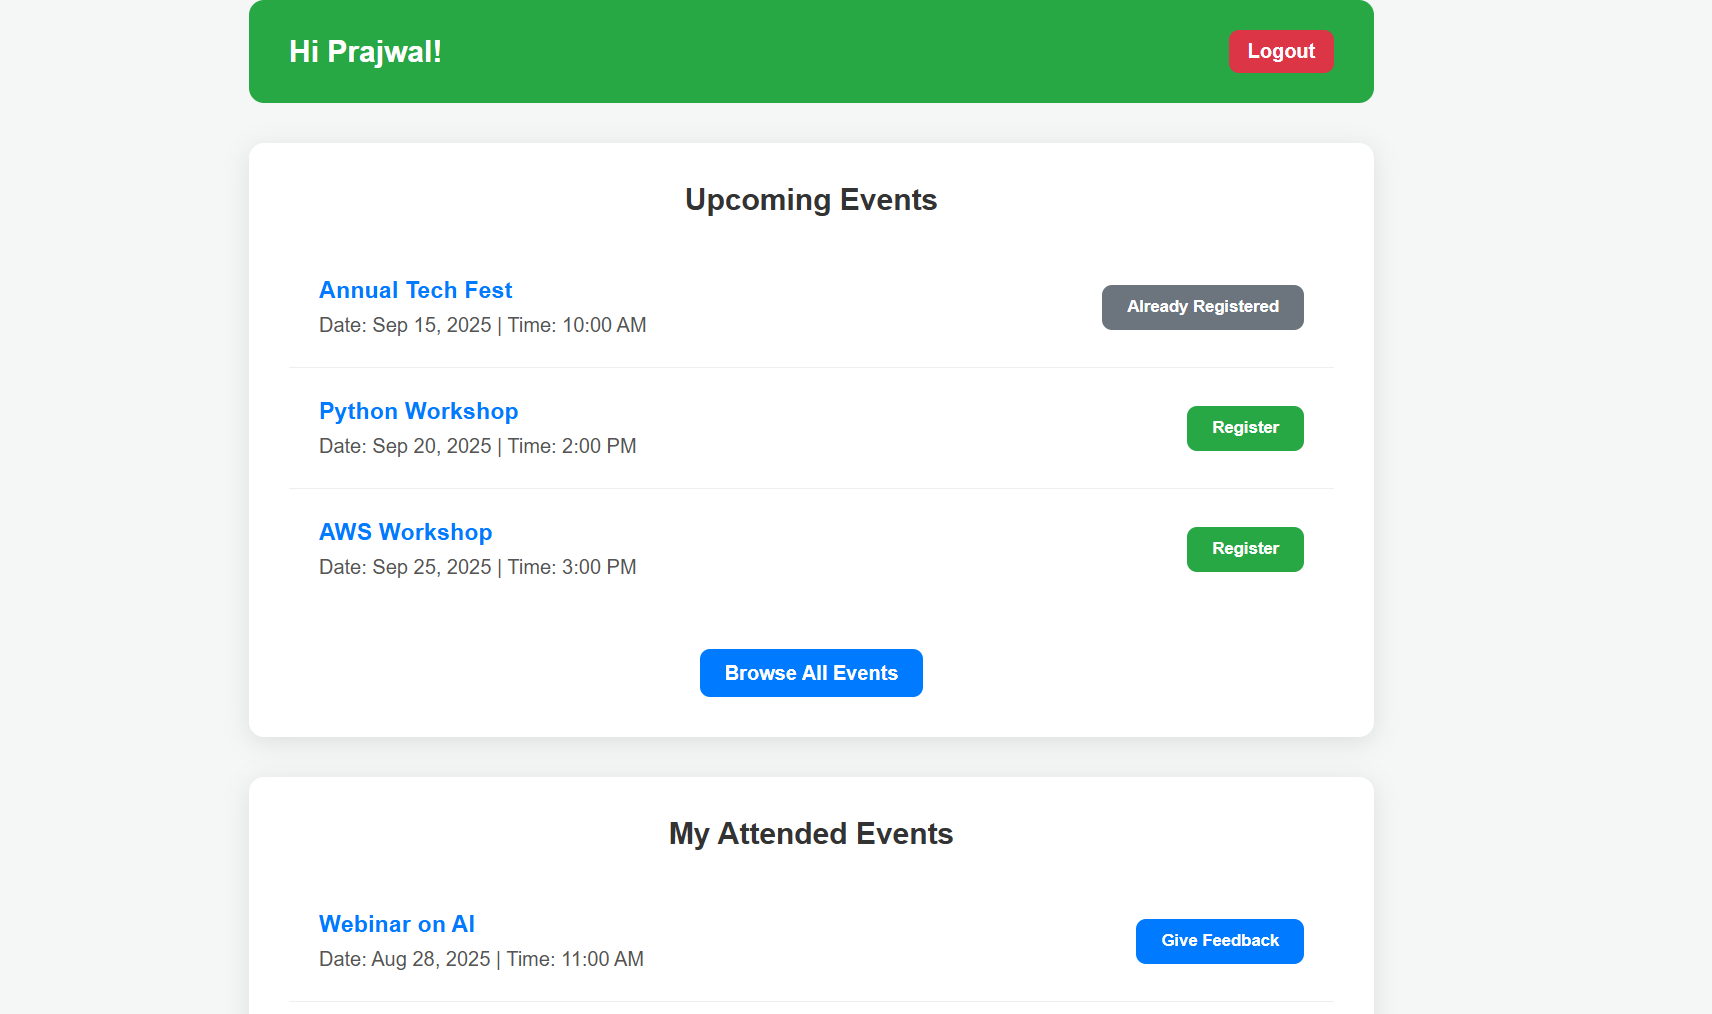 Hi Prajwal!
Logout
Upcoming Events
Annual Tech Fest
Date: Sep 15, 2025 | Time: 10:00 AM
Already Registered
Python Workshop
Date: Sep 20, 2025 | Time: 2:00 PM
Register
AWS Workshop
Date: Sep 25, 2025 | Time: 3:00 PM
Register
Browse All Events
My Attended Events
Webinar on AI
Date: Aug 28, 2025 | Time: 11:00 AM
Give Feedback